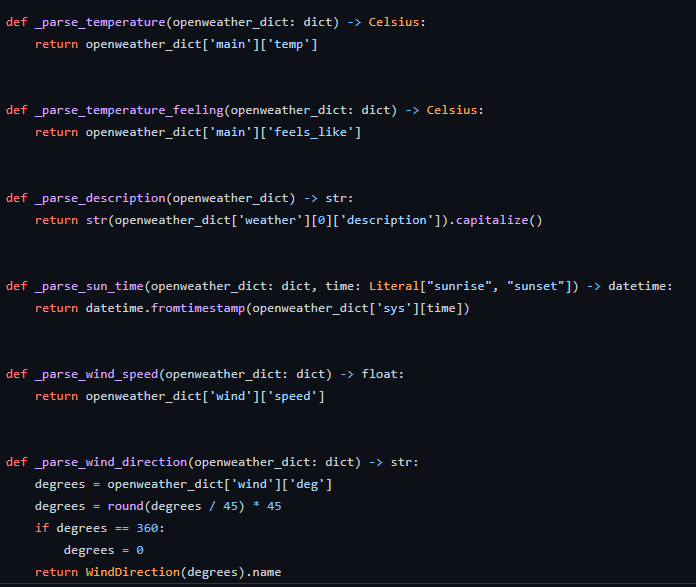 def _parse_temperature(openweather_dict: dict) -> Celsius:
    return openweather_dict['main']['temp']
def _parse_temperature_feeling(openweather_dict: dict) -> Celsius:
    return openweather_dict['main']['feels_like']
def _parse_description(openweather_dict) -> str:
    return str(openweather_dict['weather'][0]['description']).capitalize()
def _parse_sun_time(openweather_dict: dict, time: Literal["sunrise", "sunset"]) -> datetime:
    return datetime.fromtimestamp(openweather_dict['sys'][time])
def _parse_wind_speed(openweather_dict: dict) -> float:
    return openweather_dict['wind']['speed']
def _parse_wind_direction(openweather_dict: dict) -> str:
    degrees = openweather_dict['wind']['deg']
    degrees = round(degrees / 45) * 45
    if degrees == 360:
        degrees = 0
    return WindDirection(degrees).name